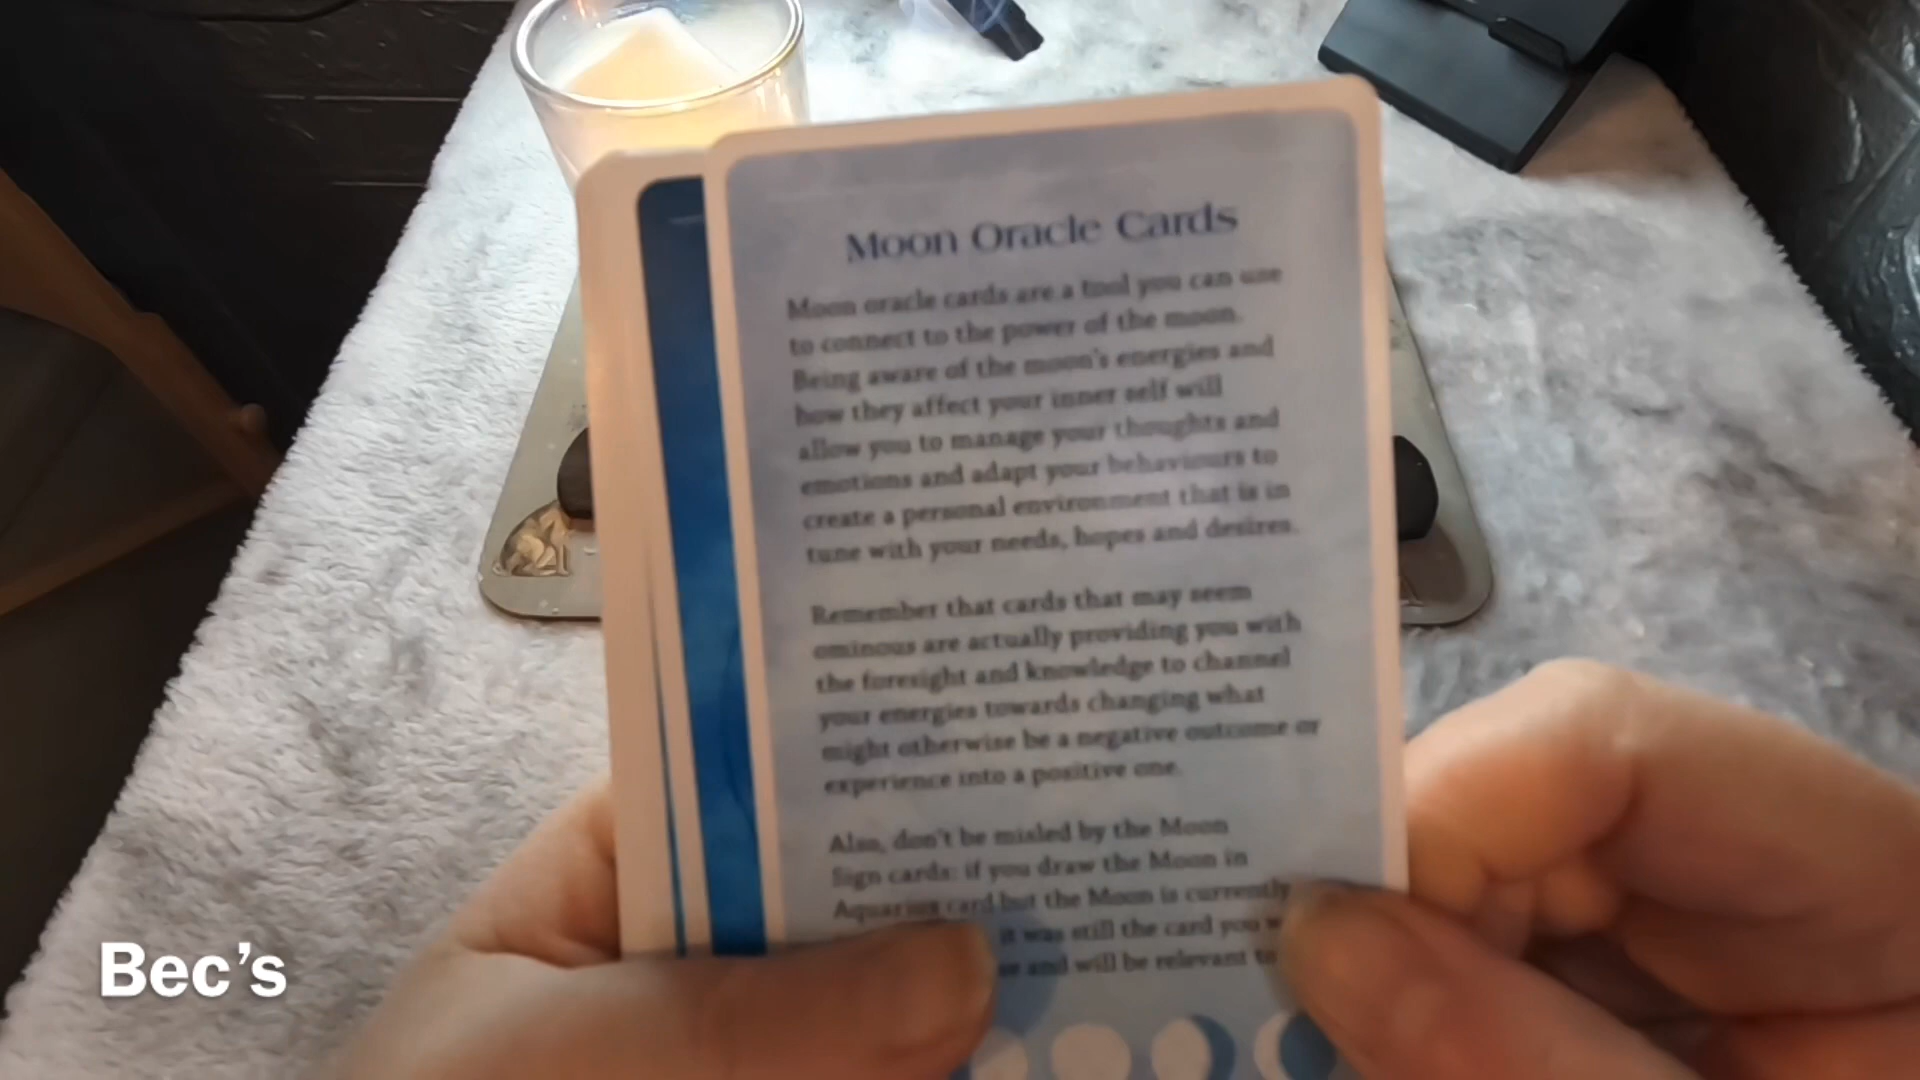 Moon Oracle Cards
Moon oracle cards are a tool you can use
to connect to the power of the moon.
Being aware of the moon's energies and
how they affect your inner self will
allow you to manage your thoughts and
emotions and adapt your behaviours to
create a personal environment that is in
tune with your needs, hopes and desires.
Remember that cards that may seem
ominous are actually providing you with
the foresight and knowledge to channel
your energies towards changing what
might otherwise be a negative outcome or
experience into a positive one.
Also, don't be misled by the Moon
Sign cards: if you draw the Moon in
Aquarius card but the Moon is currently
it was still the card you
and will be relevant to
Bec's